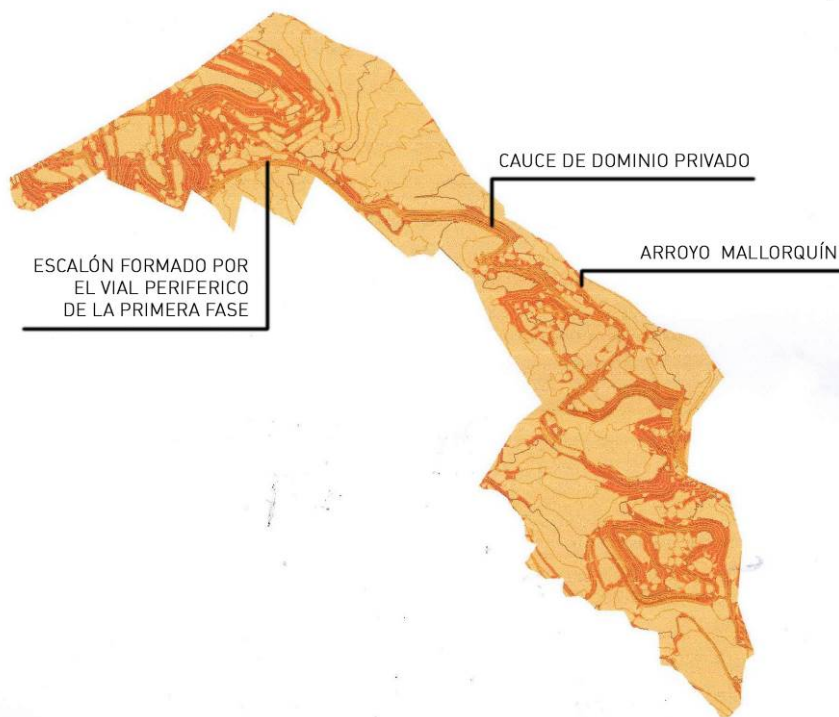 CAUCE DE DOMINIO PRIVADO
ARROYO MALLORQUÍN
ESCALÓN FORMADO POR
EL VIAL PERIFERICO
DE LA PRIMERA FASE